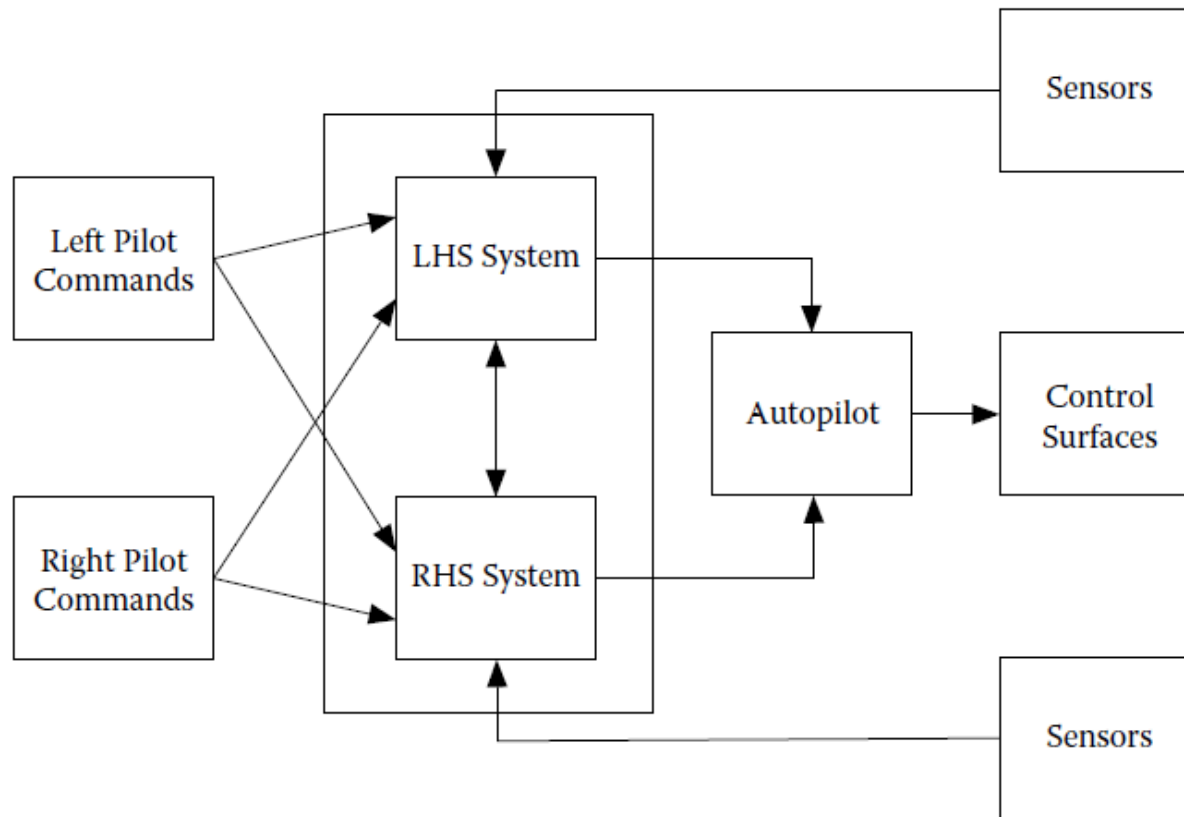 Sensors
Left Pilot
Commands
LHS System
Autopilot
Control
Surfaces
Right Pilot
Commands
RHS System
Sensors